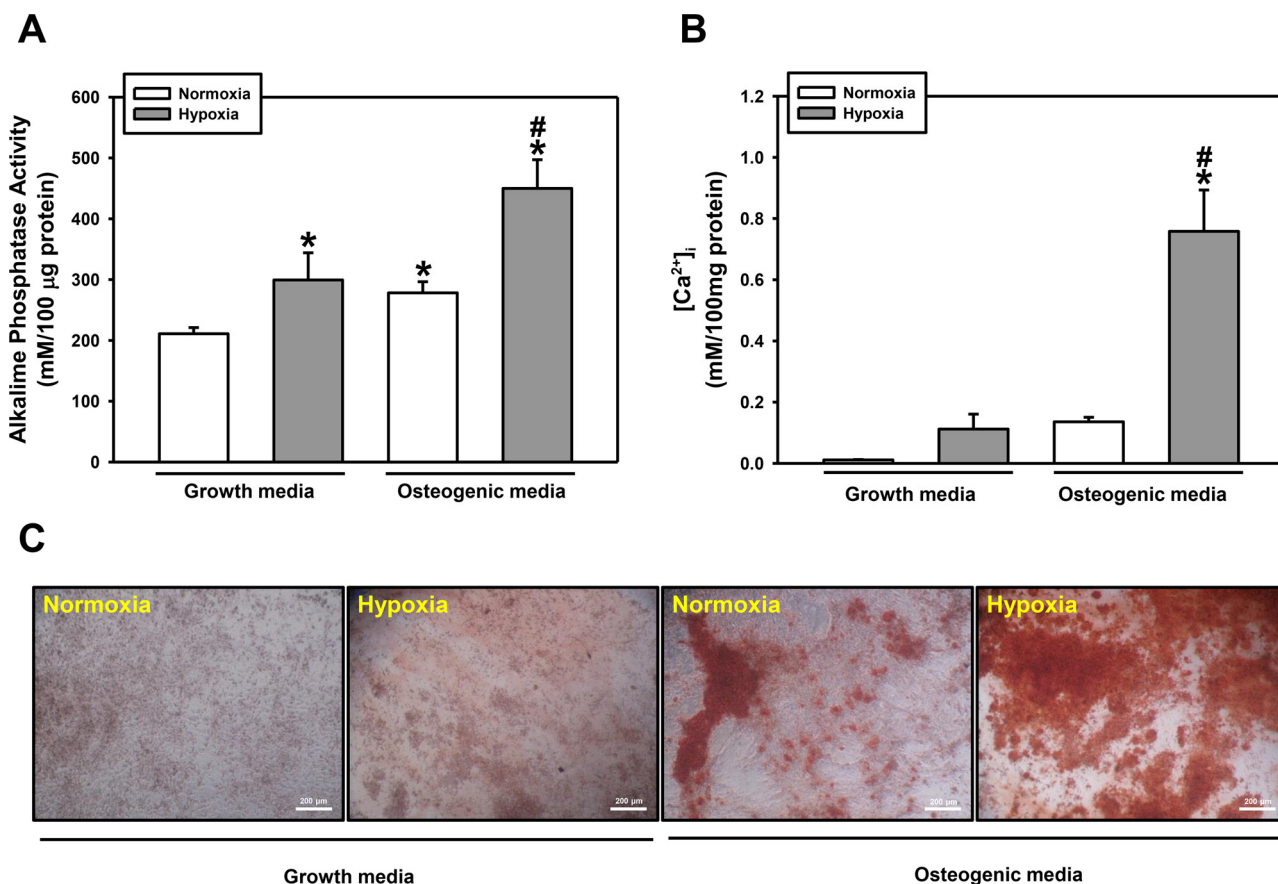 A
Normoxia
Hypoxia
Alkalime Phosphatase Activity
(mM/100 µg protein)
600
500
400
300
200
100
0
*
*
#
*
Growth media
Osteogenic media
B
Normoxia
Hypoxia
[Ca²⁺]ᵢ
(mM/100mg protein)
1.2
1.0
0.8
0.6
0.4
0.2
0.0
#
*
Growth media
Osteogenic media
C
Normoxia
Hypoxia
Normoxia
Hypoxia
200 µm
200 µm
200 µm
200 µm
Growth media
Osteogenic media